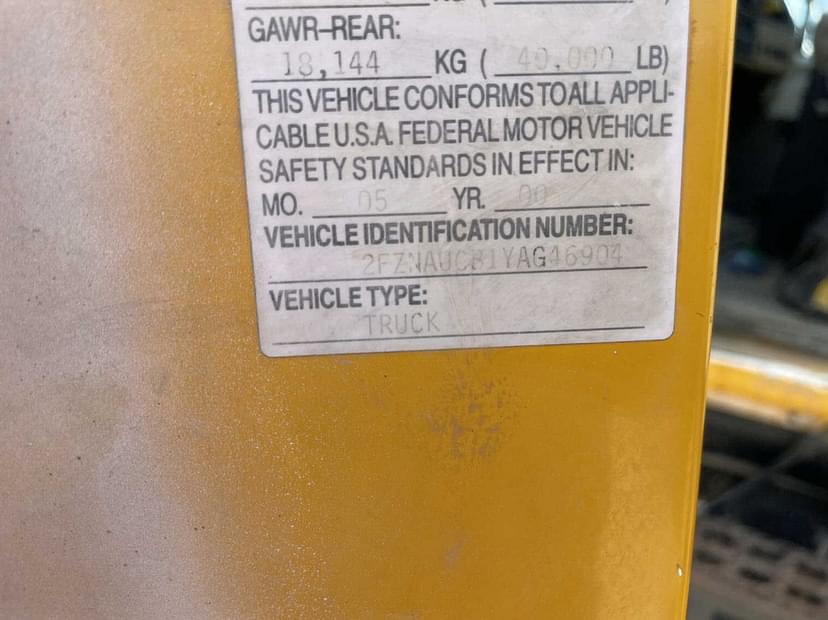 GAWR-REAR:
18,144 KG ( 40,000 LB)
THIS VEHICLE CONFORMS TO ALL APPLI-
CABLE U.S.A. FEDERAL MOTOR VEHICLE
SAFETY STANDARDS IN EFFECT IN:
MO. 05 YR. 00
VEHICLE IDENTIFICATION NUMBER:
2FZNAUCB1YAG46904
VEHICLE TYPE:
TRUCK